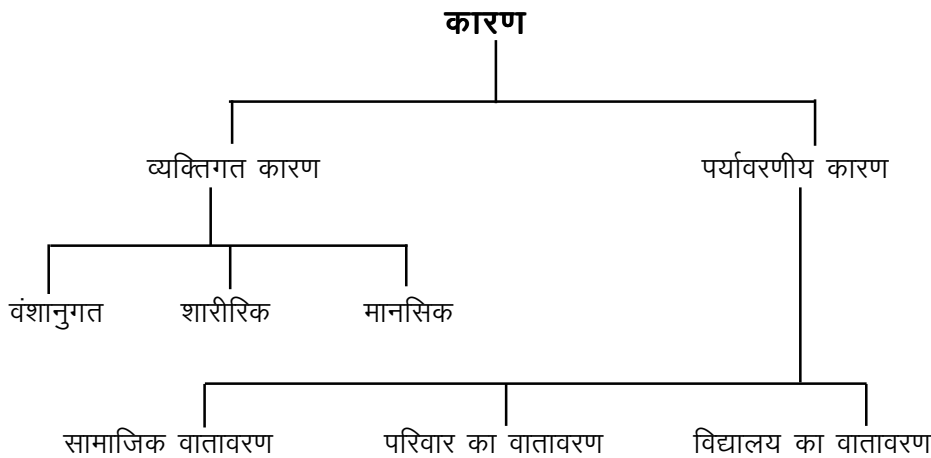 कारण
व्यक्तिगत कारण पर्यावरणीय कारण
वंशानुगत शारीरिक मानसिक
सामाजिक वातावरण परिवार का वातावरण विद्यालय का वातावरण